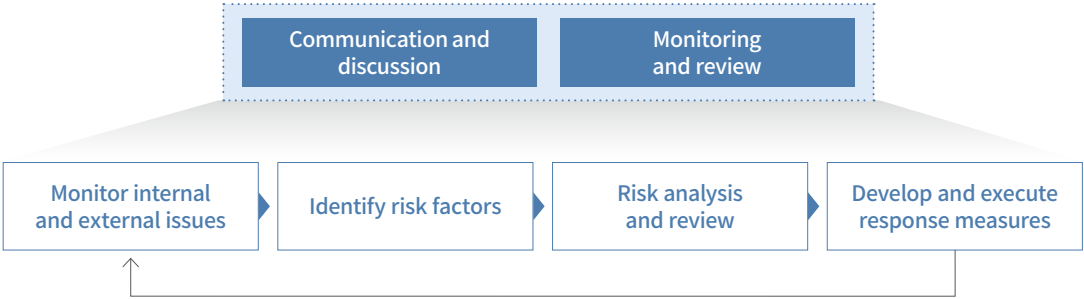 Communication and
discussion
Monitoring
and review
Monitor internal
and external issues
Identify risk factors
Risk analysis
and review
Develop and execute
response measures